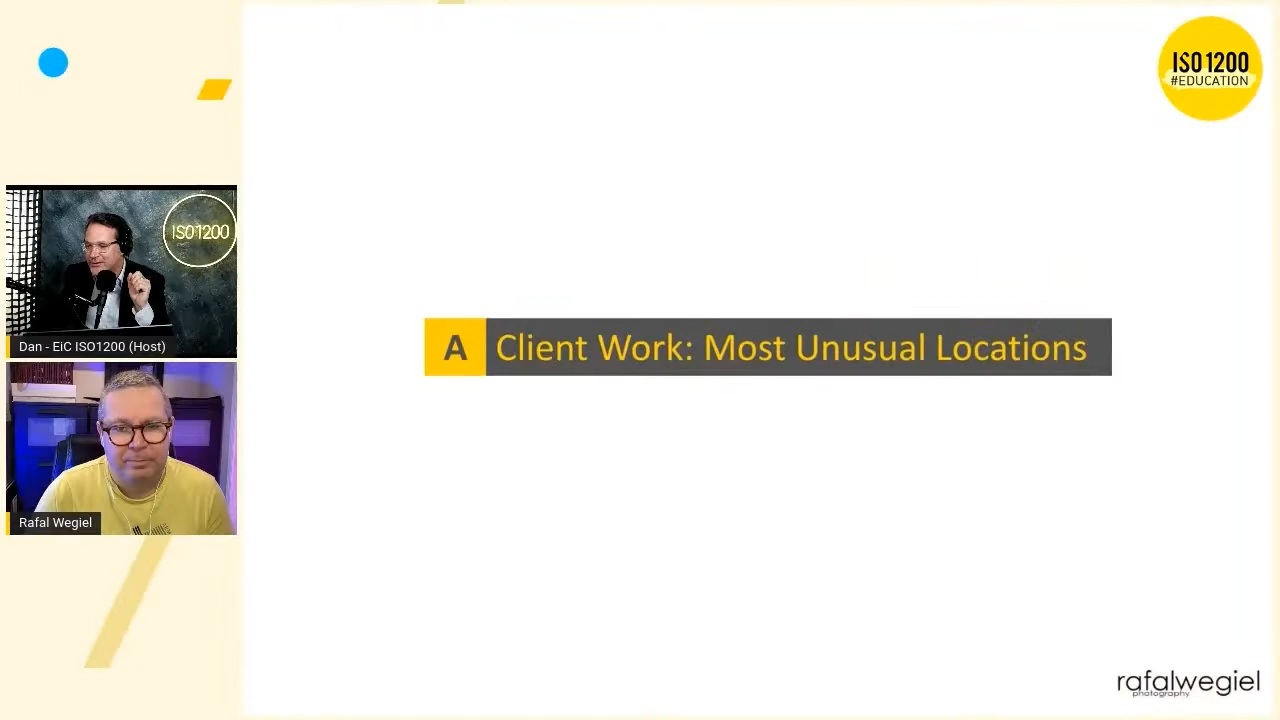 ISO1200
#EDUCATION
ISO1200
Dan - EiC ISO1200 (Host)
A Client Work: Most Unusual Locations
Rafal Wegiel
rafalwegiel
photography